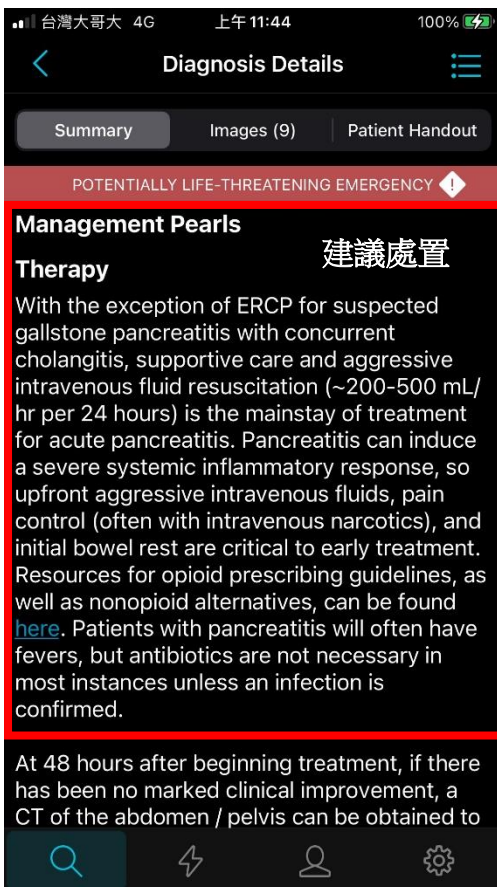 台灣大哥大 4G 上午 11:44 100%
Diagnosis Details
Summary Images (9) Patient Handout
POTENTIALLY LIFE-THREATENING EMERGENCY
Management Pearls
建議處置
Therapy
With the exception of ERCP for suspected
gallstone pancreatitis with concurrent
cholangitis, supportive care and aggressive
intravenous fluid resuscitation (~200-500 mL/
hr per 24 hours) is the mainstay of treatment
for acute pancreatitis. Pancreatitis can induce
a severe systemic inflammatory response, so
upfront aggressive intravenous fluids, pain
control (often with intravenous narcotics), and
initial bowel rest are critical to early treatment.
Resources for opioid prescribing guidelines, as
well as nonopioid alternatives, can be found
here. Patients with pancreatitis will often have
fevers, but antibiotics are not necessary in
most instances unless an infection is
confirmed.
At 48 hours after beginning treatment, if there
has been no marked clinical improvement, a
CT of the abdomen / pelvis can be obtained to